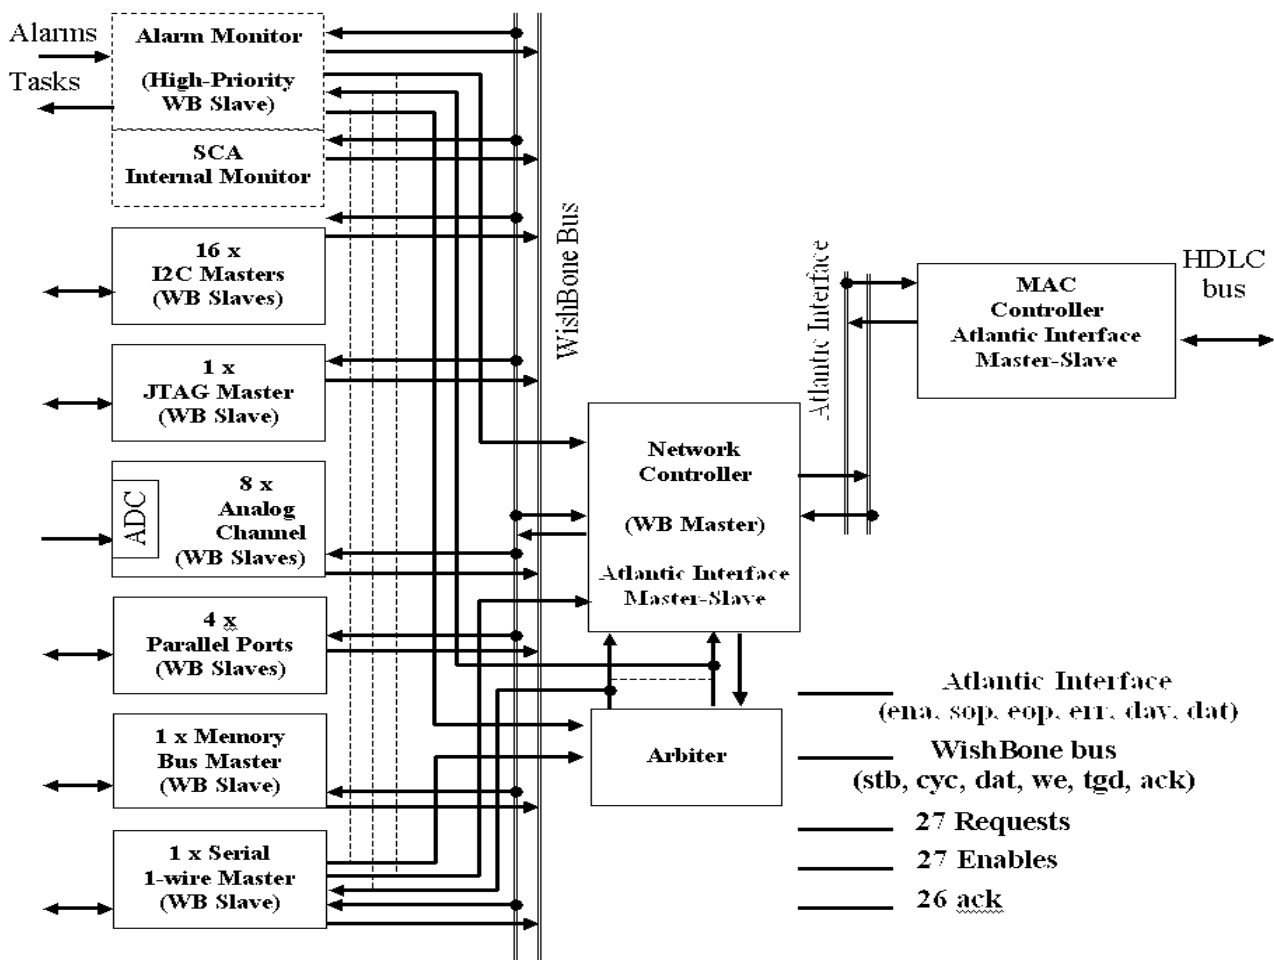 Alarms
Tasks
Alarm Monitor
(High-Priority
WB Slave)
SCA
Internal Monitor
16 x
I2C Masters
(WB Slaves)
1 x
JTAG Master
(WB Slave)
ADC
8 x
Analog
Channel
(WB Slaves)
4 x
Parallel Ports
(WB Slaves)
1 x Memory
Bus Master
(WB Slave)
1 x Serial
1-wire Master
(WB Slave)
WishBone Bus
Network
Controller
(WB Master)
Atlantic Interface
Master-Slave
Arbiter
Atlantic Interface
MAC
Controller
Atlantic Interface
Master-Slave
HDLC
bus
Atlantic Interface
(ena, sop, eop, err, dav, dat)
WishBone bus
(stb, cyc, dat, we, tgd, ack)
27 Requests
27 Enables
26 ack